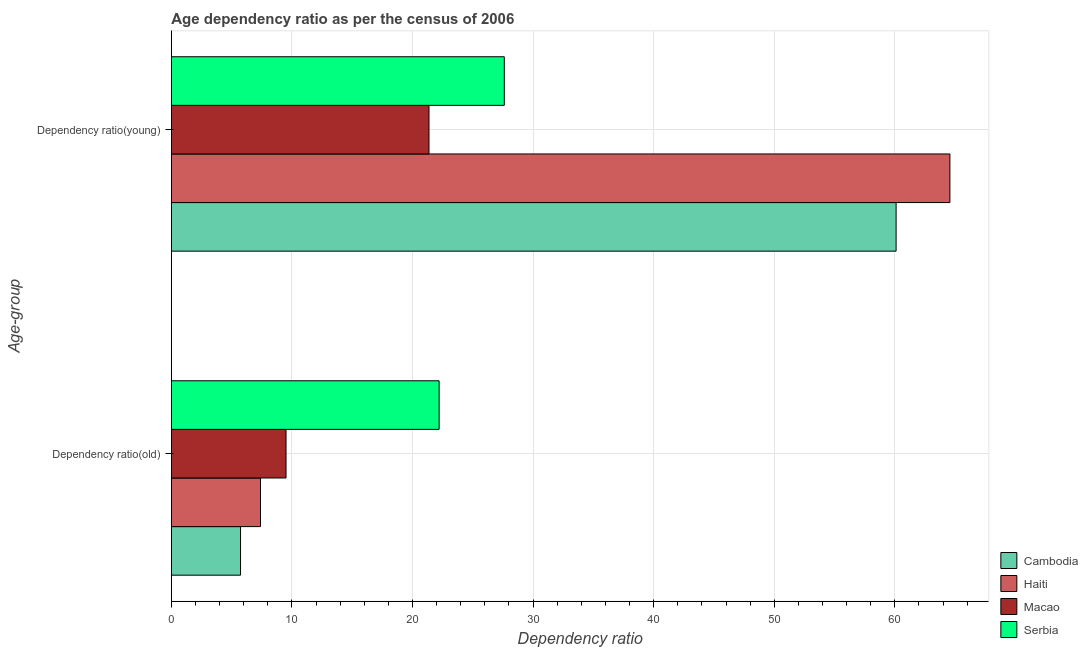 Age dependency ratio as per the census of 2006
Age-group
Dependency ratio(young)
Dependency ratio(old)
0
10
20
30
40
50
60
Dependency ratio
Cambodia
Haiti
Macao
Serbia